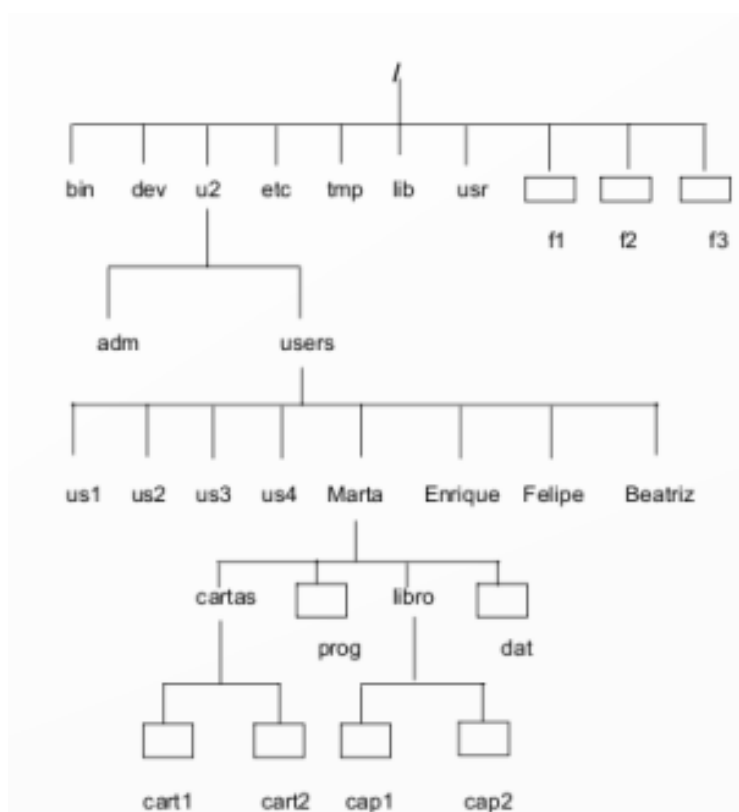 /
bin dev u2 etc tmp lib usr
f1 f2 f3
adm users
us1 us2 us3 us4 Marta Enrique Felipe Beatriz
cartas libro
prog dat
cart1 cart2 cap1 cap2